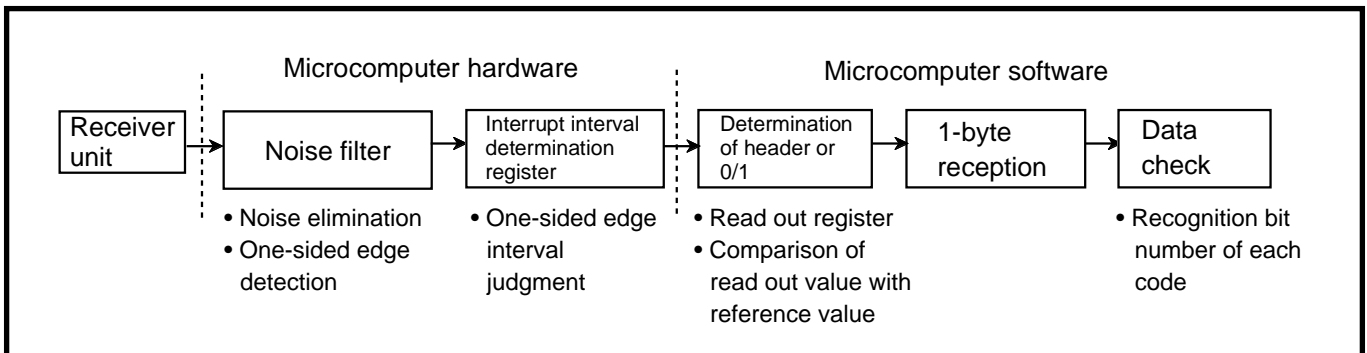 Microcomputer hardware
Microcomputer software
Receiver
unit
Noise filter
Interrupt interval
determination
register
Determination
of header or
0/1
1-byte
reception
Data
check
• Noise elimination
• One-sided edge
detection
• One-sided edge
interval
judgment
• Read out register
• Comparison of
read out value with
reference value
• Recognition bit
number of each
code